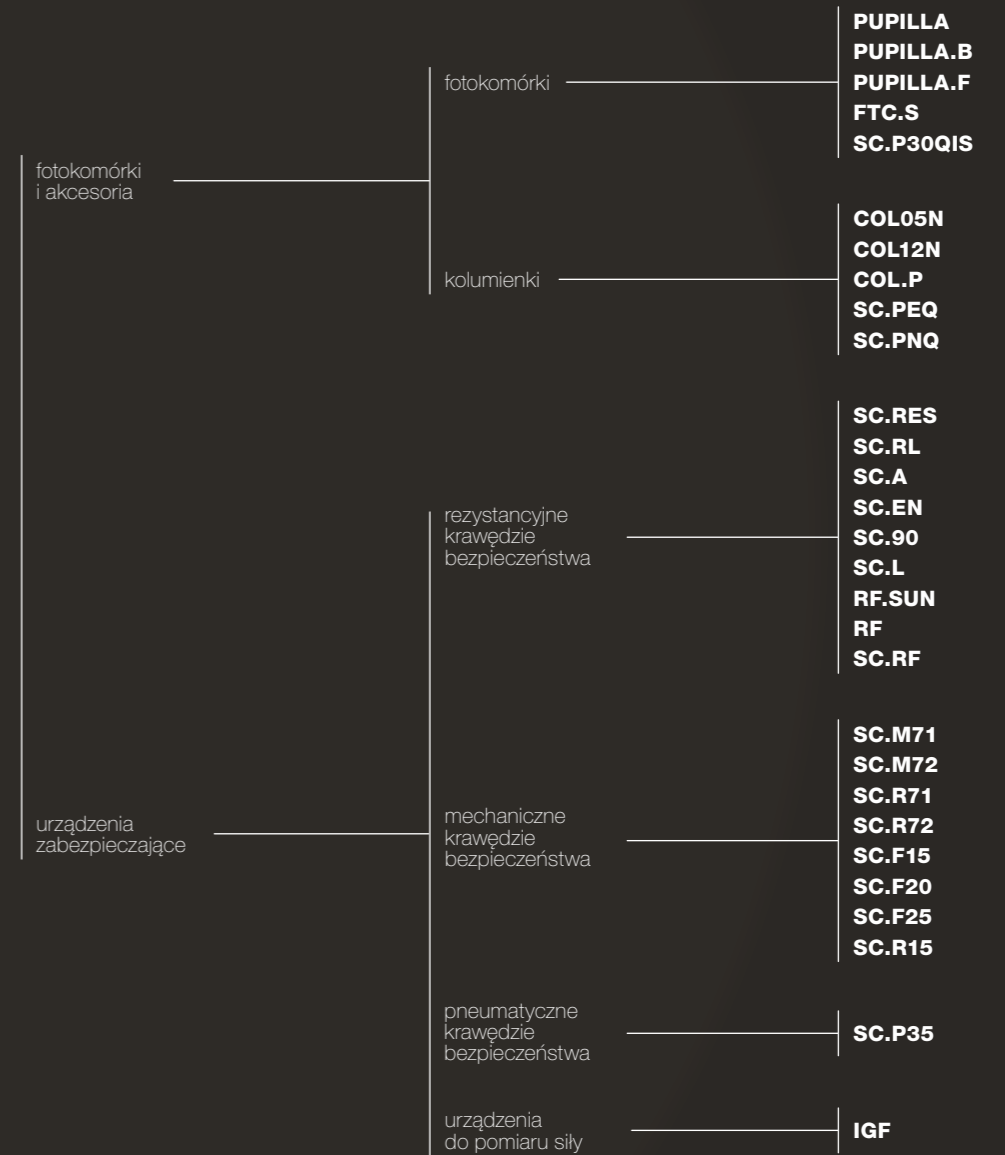 fotokomórki
i akcesoria
fotokomórki
PUPILLA
PUPILLA.B
PUPILLA.F
FTC.S
SC.P30QIS
kolumienki
COL05N
COL12N
COL.P
SC.PEQ
SC.PNQ
urządzenia
zabezpieczające
rezystancyjne
krawędzie
bezpieczeństwa
SC.RES
SC.RL
SC.A
SC.EN
SC.90
SC.L
RF.SUN
RF
SC.RF
mechaniczne
krawędzie
bezpieczeństwa
SC.M71
SC.M72
SC.R71
SC.R72
SC.F15
SC.F20
SC.F25
SC.R15
pneumatyczne
krawędzie
bezpieczeństwa
SC.P35
urządzenia
do pomiaru siły
IGF